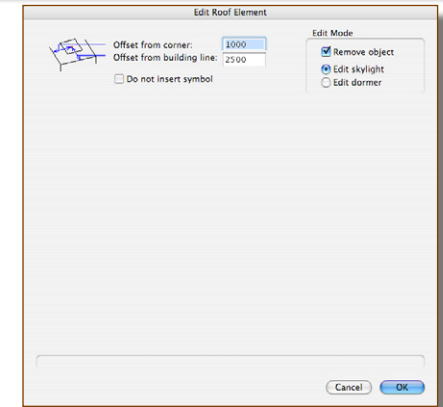 Edit Roof Element
Edit Mode
Offset from corner: 1000
Remove object
Offset from building line: 2500
Edit skylight
Do not insert symbol
Edit dormer
Cancel OK